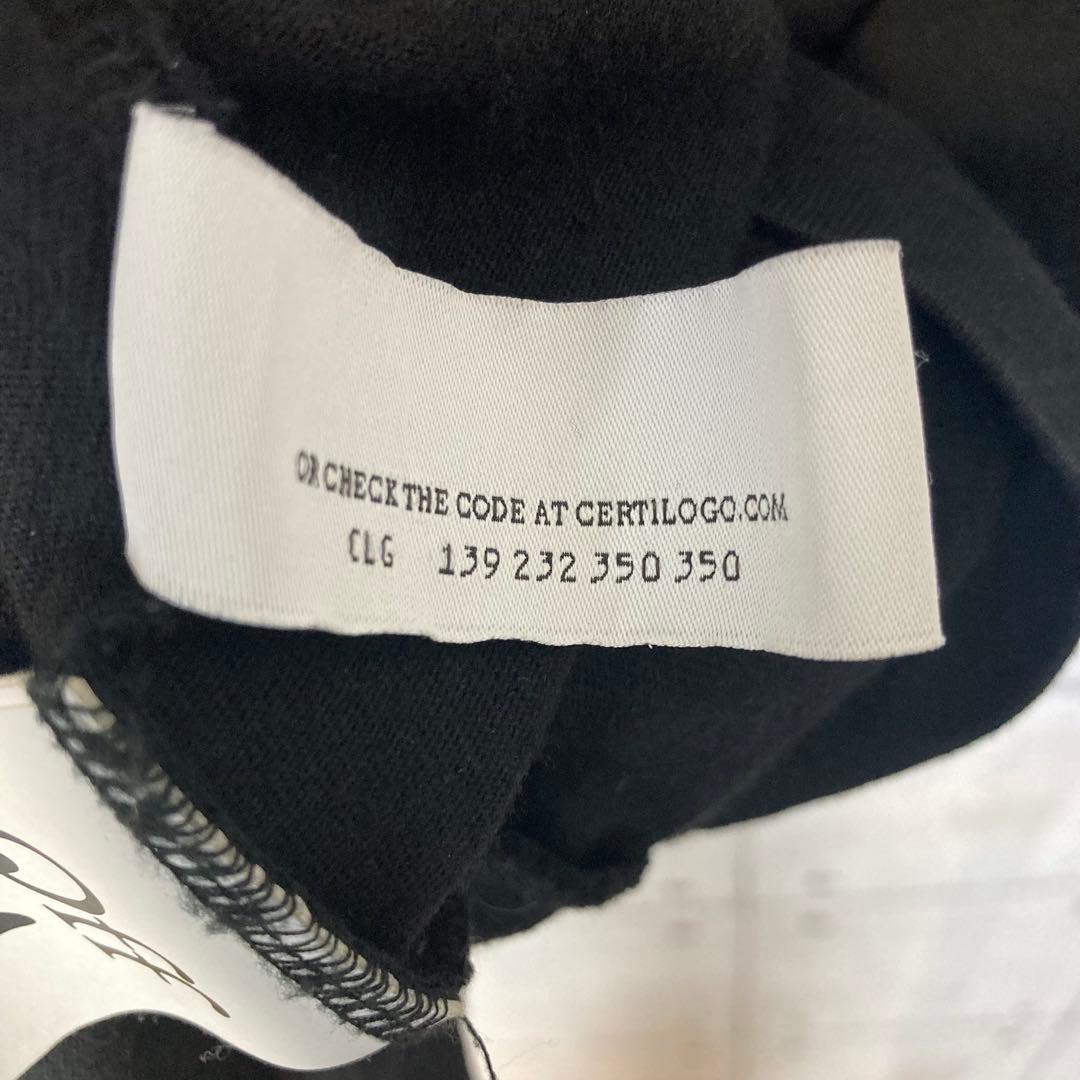 OR CHECK THE CODE AT CERTILOGO.COM
CLG 139 232 350 350